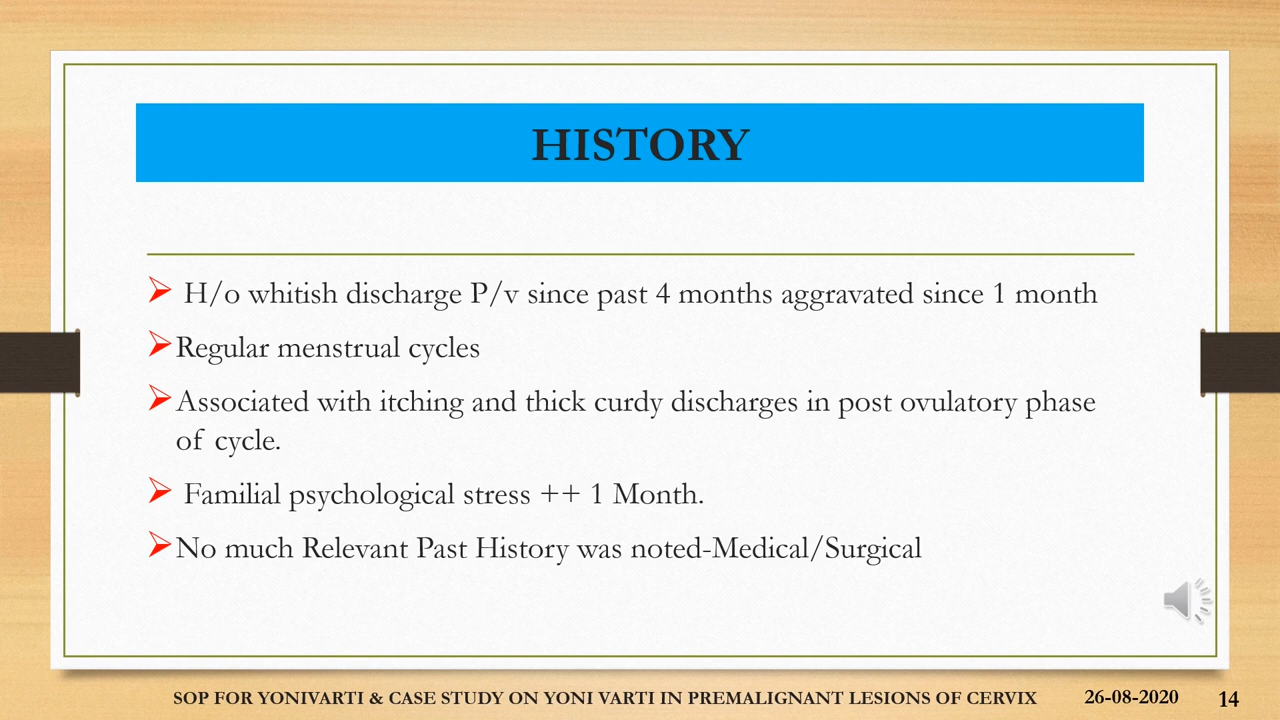 HISTORY
H/o whitish discharge P/v since past 4 months aggravated since 1 month
Regular menstrual cycles
Associated with itching and thick curdy discharges in post ovulatory phase
of cycle.
Familial psychological stress ++ 1 Month.
No much Relevant Past History was noted-Medical/Surgical
SOP FOR YONIVARTI & CASE STUDY ON YONI VARTI IN PREMALIGNANT LESIONS OF CERVIX 26-08-2020 14